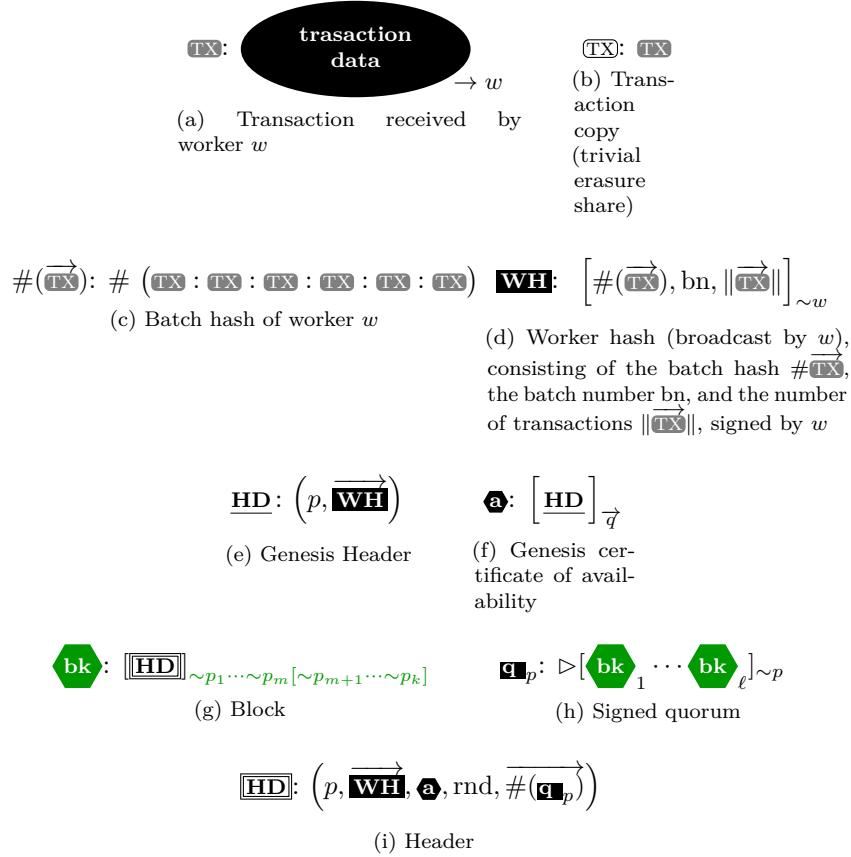 TX: trasaction data → w
(a) Transaction received by
worker w
TX: TX
(b) Trans-
action
copy
(trivial
erasure
share)
#(TX⃗): # (TX : TX : TX : TX : TX : TX)
(c) Batch hash of worker w
WH: [#(TX⃗), bn, ‖TX⃗‖]∼w
(d) Worker hash (broadcast by w),
consisting of the batch hash #TX⃗,
the batch number bn, and the number
of transactions ‖TX⃗‖, signed by w
HD: (p, WH⃗)
(e) Genesis Header
a: [HD]q⃗
(f) Genesis cer-
tificate of avail-
ability
bk: [HD]∼p₁⋯∼pₘ[∼pₘ₊₁⋯∼pₖ]
(g) Block
qₚ: ▷[bk₁ ⋯ bkℓ]∼p
(h) Signed quorum
HD: (p, WH⃗, a, rnd, #(qₚ)⃗)
(i) Header